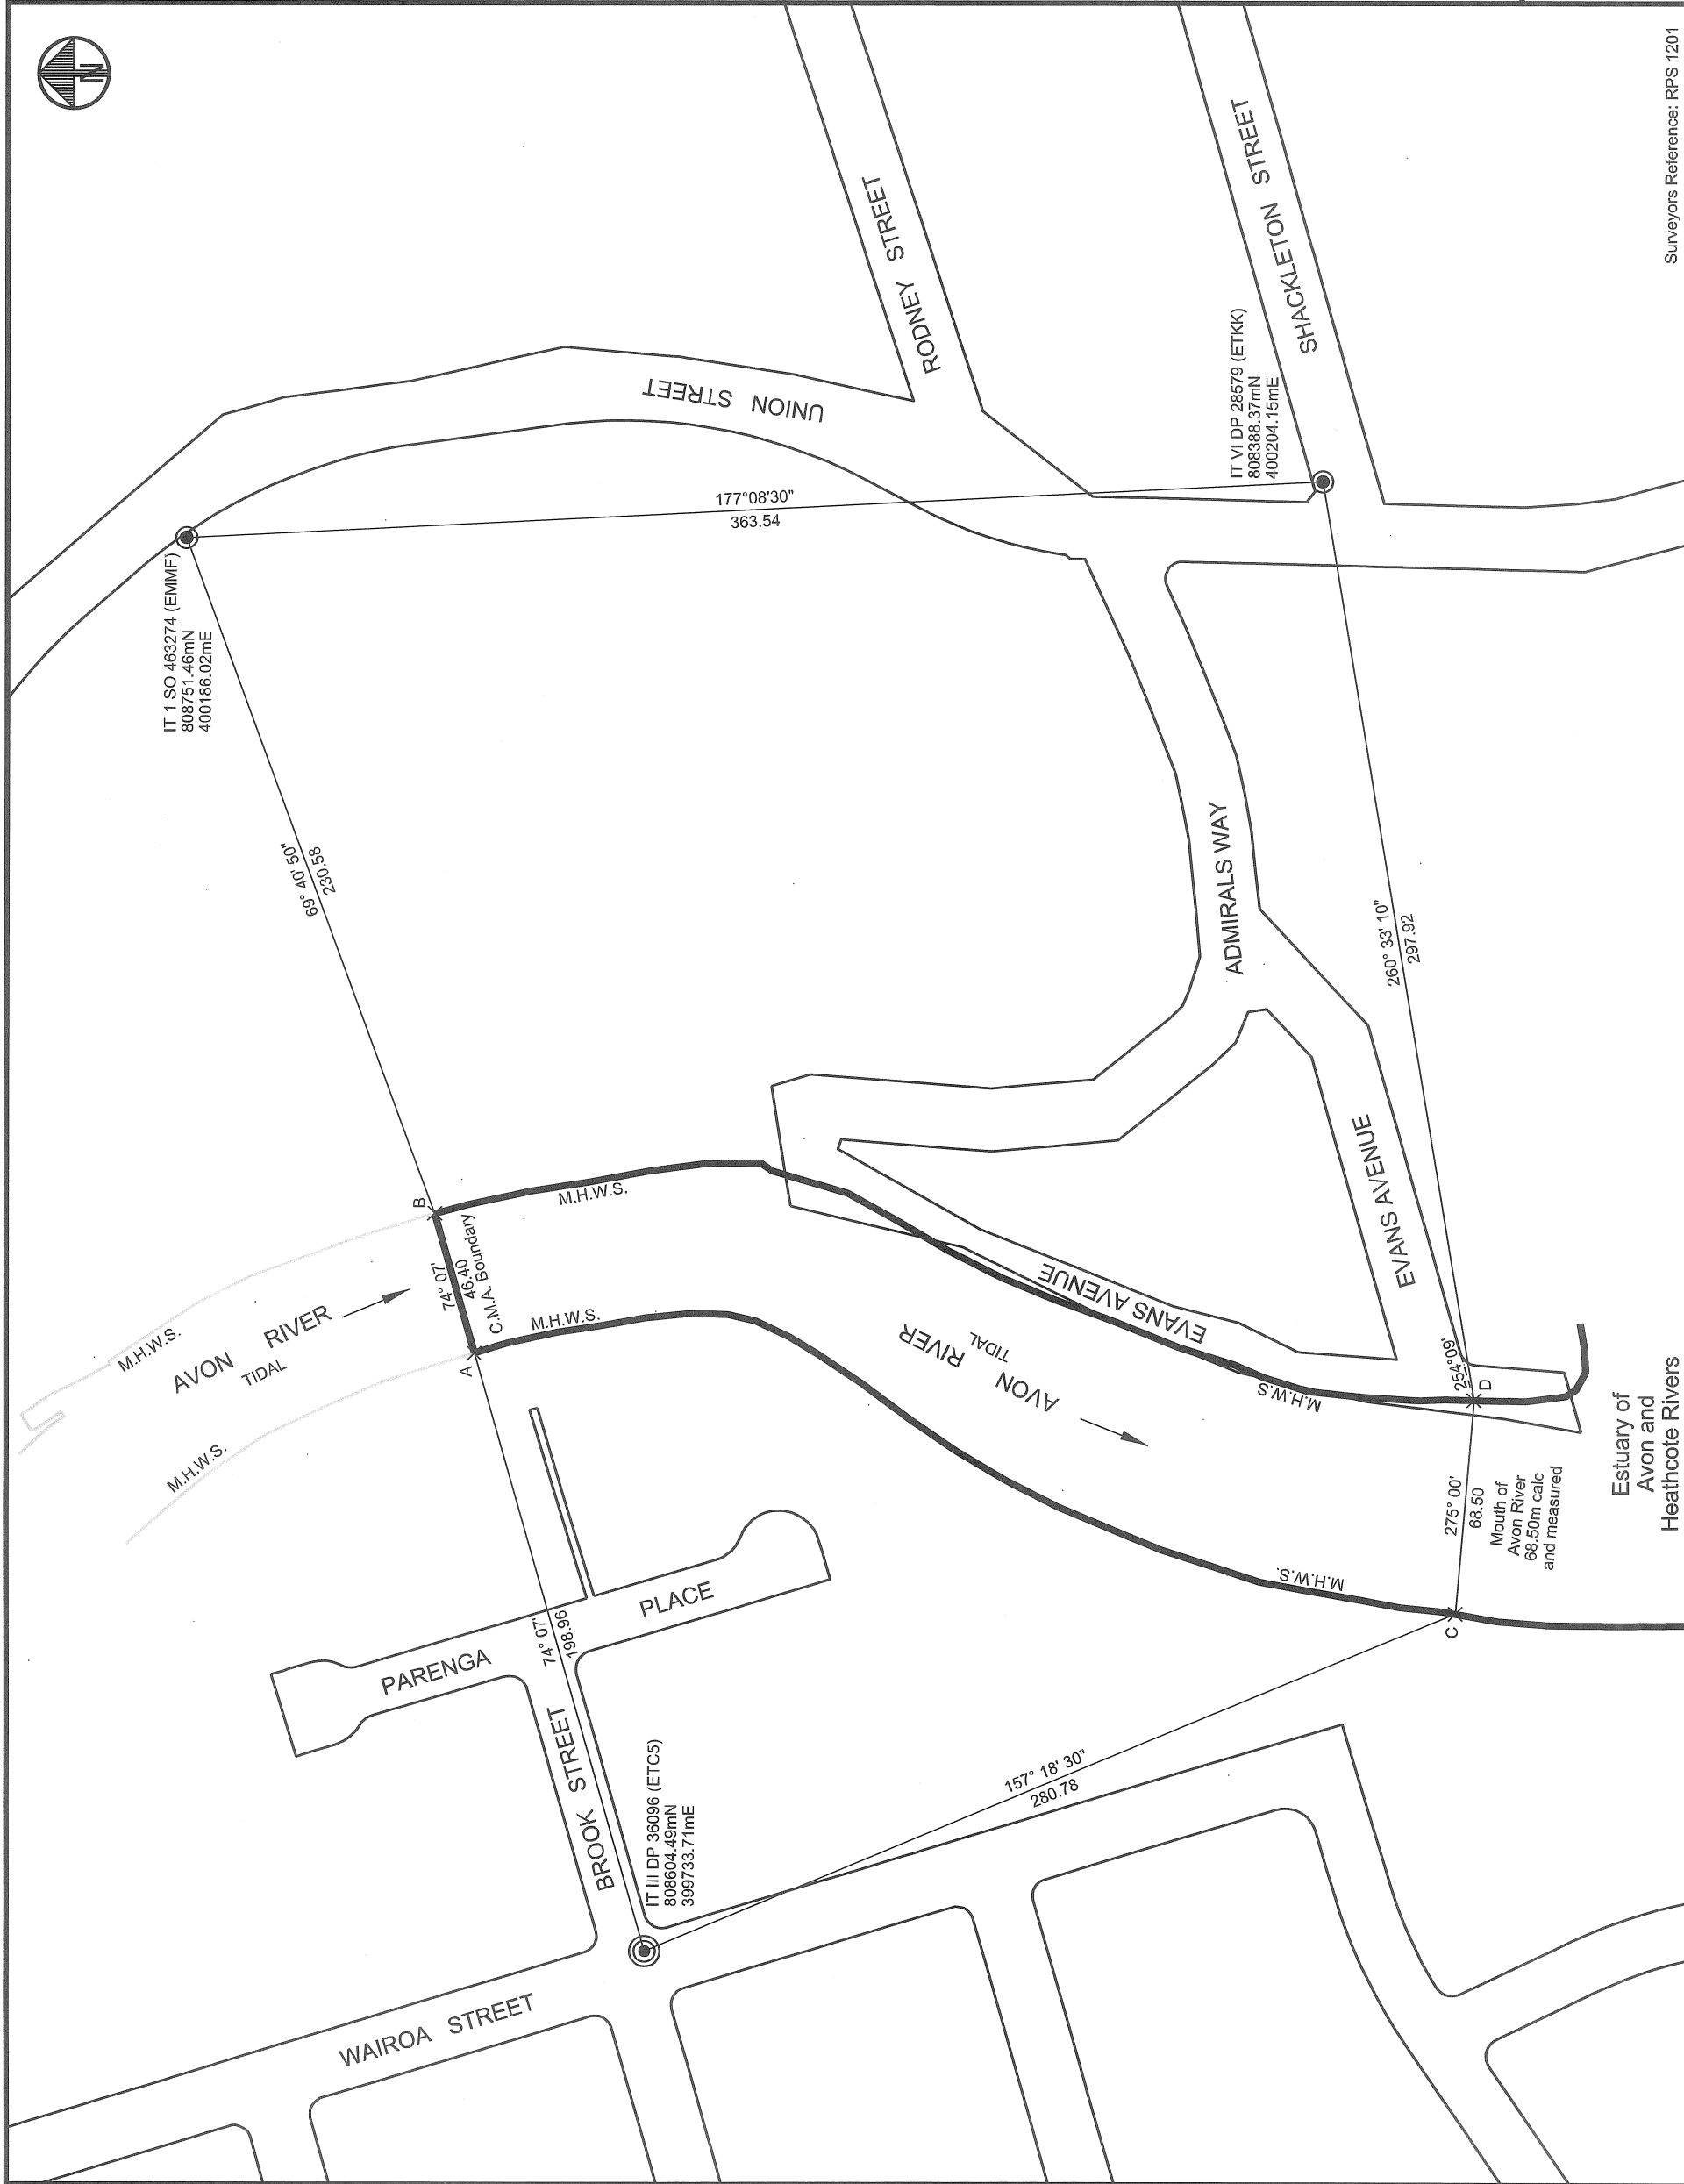 N
Surveyors Reference: RPS 1201
IT 1 SO 463274 (EMMF)
808751.46mN
400186.02mE
UNION STREET
RODNEY STREET
SHACKLETON STREET
177°08'30"
363.54
IT VI DP 28579 (ETKK)
808388.37mN
400204.15mE
69° 40' 50"
230.58
ADMIRALS WAY
260° 33' 10"
297.92
M.H.W.S.
AVON RIVER
TIDAL
M.H.W.S.
B
74° 07'
46.40
C.M.A. Boundary
A
M.H.W.S.
M.H.W.S.
EVANS AVENUE
EVANS AVENUE
AVON RIVER
TIDAL
M.H.W.S
254°09'
D
275° 00'
68.50
Mouth of
Avon River
68.50m calc
and measured
Estuary of
Avon and
Heathcote Rivers
M.H.W.S.
C
PARENGA
PLACE
74° 07'
198.96
BROOK STREET
IT III DP 36096 (ETC5)
808604.49mN
399733.71mE
157° 18' 30"
280.78
WAIROA STREET